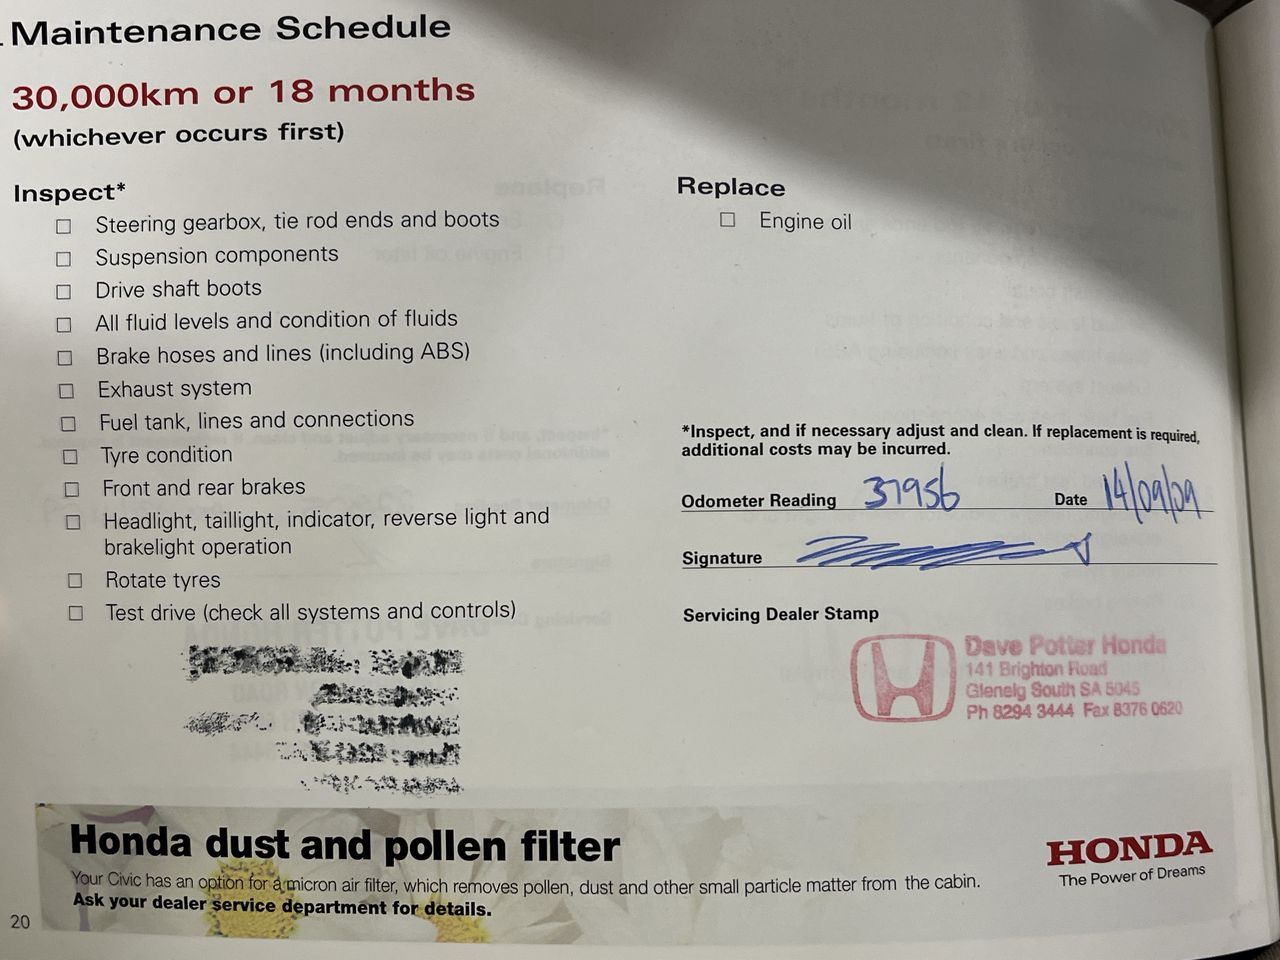 Maintenance Schedule
30,000km or 18 months
(whichever occurs first)
Inspect*
Steering gearbox, tie rod ends and boots
Suspension components
Drive shaft boots
All fluid levels and condition of fluids
Brake hoses and lines (including ABS)
Exhaust system
Fuel tank, lines and connections
Tyre condition
Front and rear brakes
Headlight, taillight, indicator, reverse light and
brakelight operation
Rotate tyres
Test drive (check all systems and controls)
Replace
Engine oil
*Inspect, and if necessary adjust and clean. If replacement is required,
additional costs may be incurred.
Odometer Reading 37956 Date 14/09/09
Signature
Servicing Dealer Stamp
Dave Potter Honda
141 Brighton Road
Glenelg South SA 5045
Ph 8294 3444 Fax 8376 0620
Honda dust and pollen filter
Your Civic has an option for a micron air filter, which removes pollen, dust and other small particle matter from the cabin.
Ask your dealer service department for details.
HONDA
The Power of Dreams
20